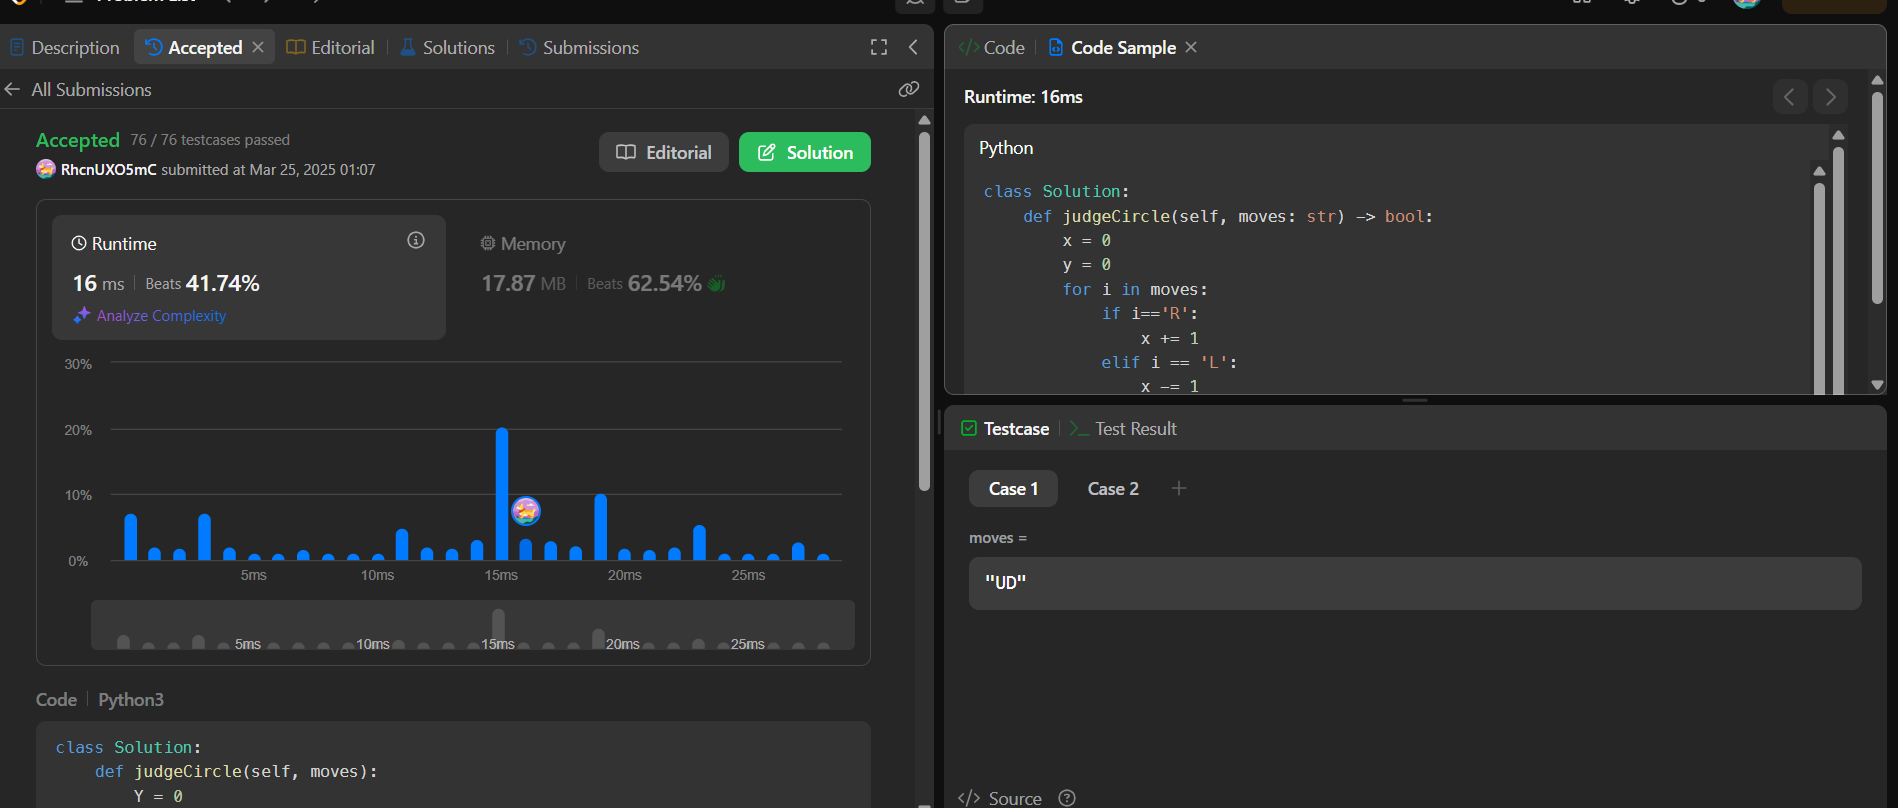 Problem List
Description
Accepted
Editorial
Solutions
Submissions
All Submissions
Accepted 76 / 76 testcases passed
RhcnUXO5mC submitted at Mar 25, 2025 01:07
Editorial
Solution
Runtime
16 ms Beats 41.74%
Analyze Complexity
Memory
17.87 MB Beats 62.54%
30%
20%
10%
0%
5ms 10ms 15ms 20ms 25ms
5ms 10ms 15ms 20ms 25ms
Code Python3
class Solution:
    def judgeCircle(self, moves):
        Y = 0
Code
Code Sample
Runtime: 16ms
Python
class Solution:
    def judgeCircle(self, moves: str) -> bool:
        x = 0
        y = 0
        for i in moves:
            if i=='R':
                x += 1
            elif i == 'L':
                x -= 1
Testcase
Test Result
Case 1 Case 2 +
moves =
"UD"
Source